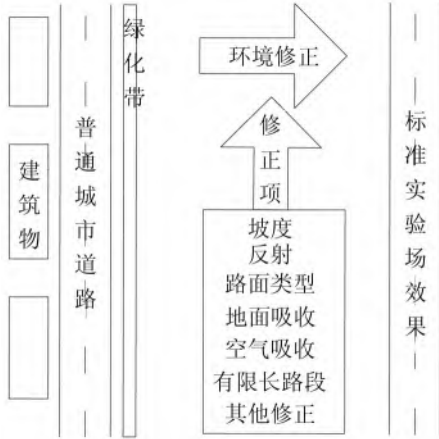 建筑物
普通城市道路
绿化带
环境修正
修正项
坡度
反射
路面类型
地面吸收
空气吸收
有限长路段
其他修正
标准实验场效果